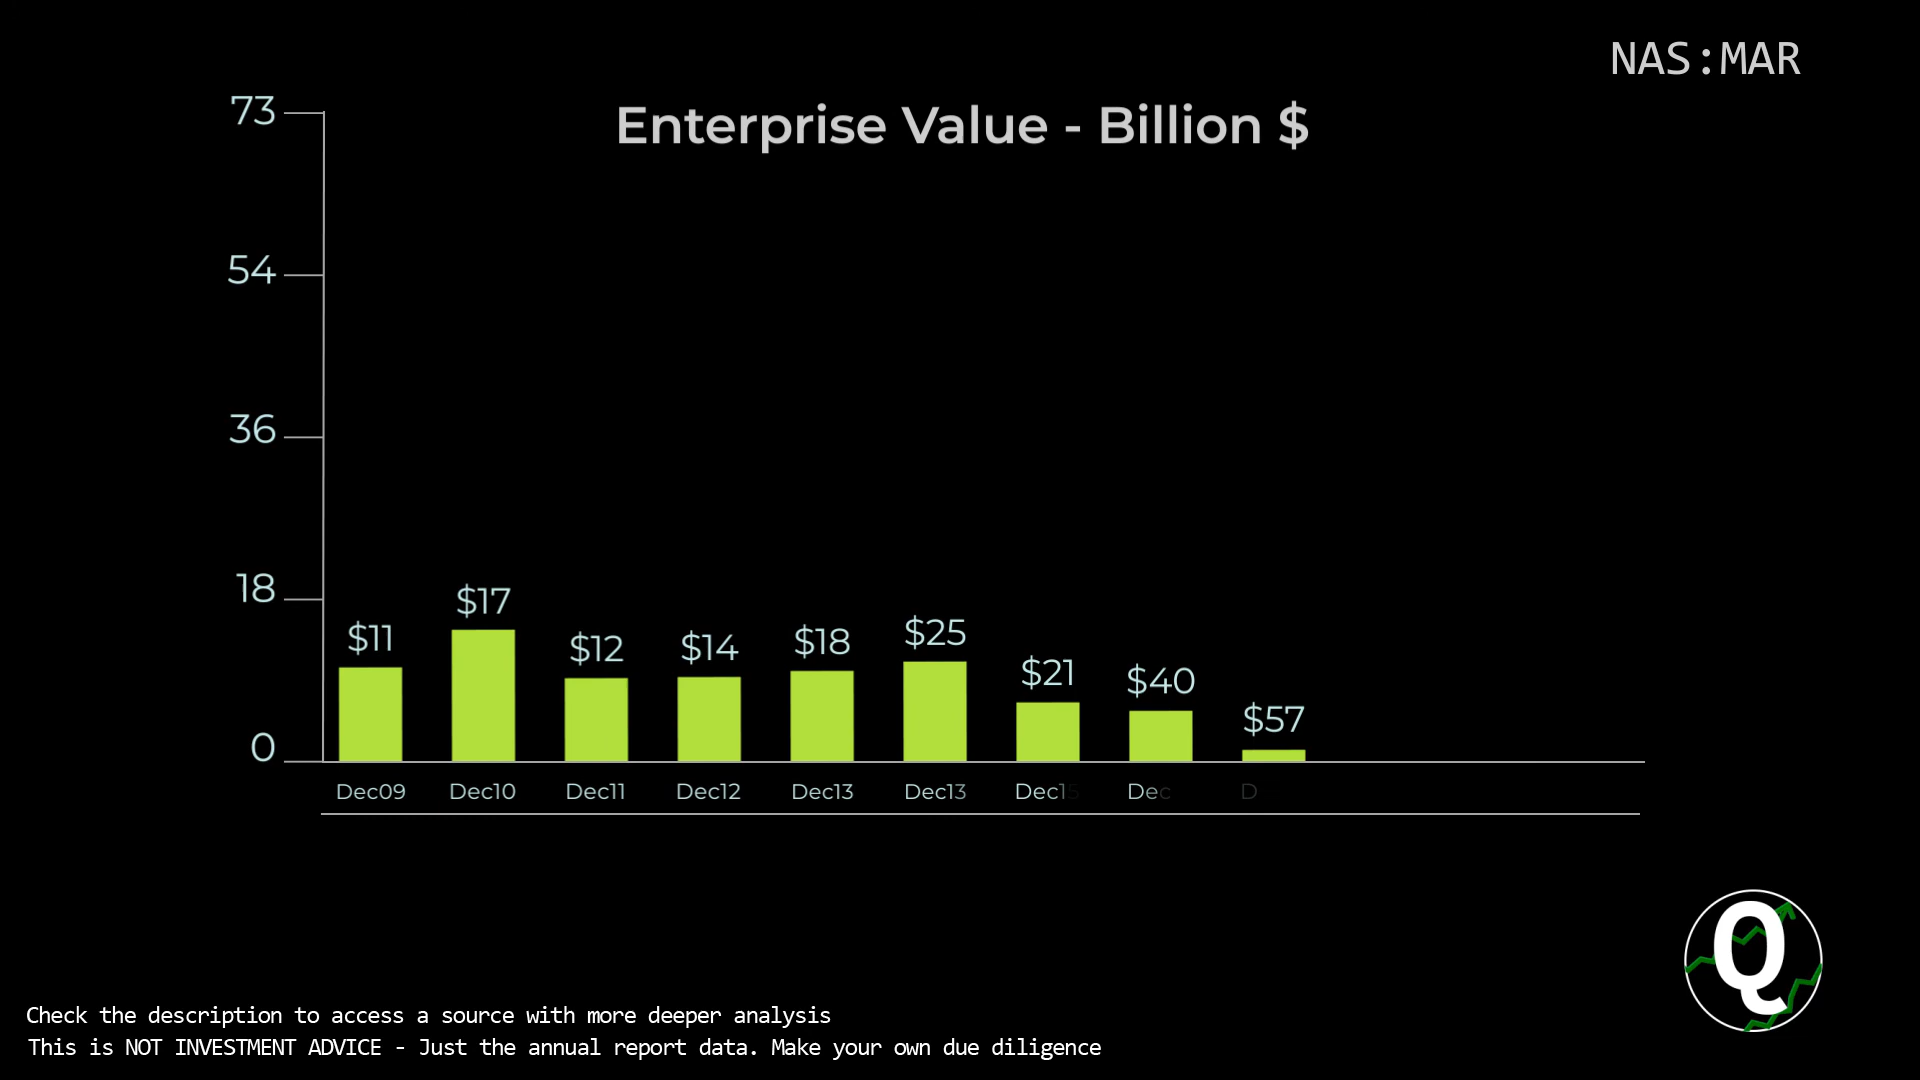 NAS:MAR
Enterprise Value - Billion $
73
54
36
18
0
$11 $17 $12 $14 $18 $25 $21 $40 $57
Dec09 Dec10 Dec11 Dec12 Dec13 Dec13 Dec15 Dec D
Q
Check the description to access a source with more deeper analysis
This is NOT INVESTMENT ADVICE - Just the annual report data. Make your own due diligence